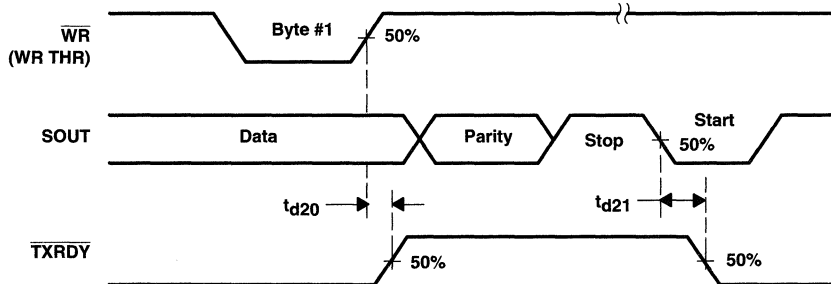 WR
(WR THR)
Byte #1
50%
SOUT
Data
Parity
Stop
Start
50%
td20
td21
TXRDY
50%
50%